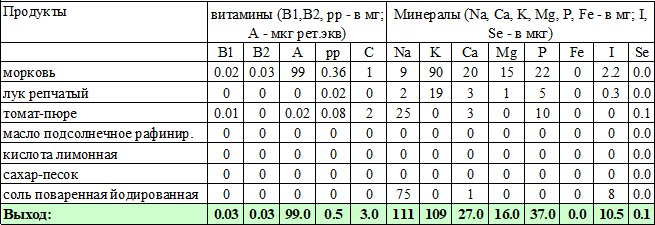 Продукты витамины (В1,В2, рр - в мг; Минералы (Na, Ca, K, Mg, P, Fe - в мг; I,
А - мкг рет.экв) Se - в мкг)
В1 В2 А рр С Na K Ca Mg P Fe I Se
морковь 0.02 0.03 99 0.36 1 9 90 20 15 22 0 2.2 0.0
лук репчатый 0 0 0 0.02 0 2 19 3 1 5 0 0.3 0.0
томат-пюре 0.01 0 0.02 0.08 2 25 0 3 0 10 0 0 0.1
масло подсолнечное рафинир. 0 0 0 0 0 0 0 0 0 0 0 0 0.0
кислота лимонная 0 0 0 0 0 0 0 0 0 0 0 0 0.0
сахар-песок 0 0 0 0 0 0 0 0 0 0 0 0 0.0
соль поваренная йодированная 0 0 0 0 0 75 0 1 0 0 0 8 0.0
Выход: 0.03 0.03 99.0 0.5 3.0 111 109 27.0 16.0 37.0 0.0 10.5 0.1